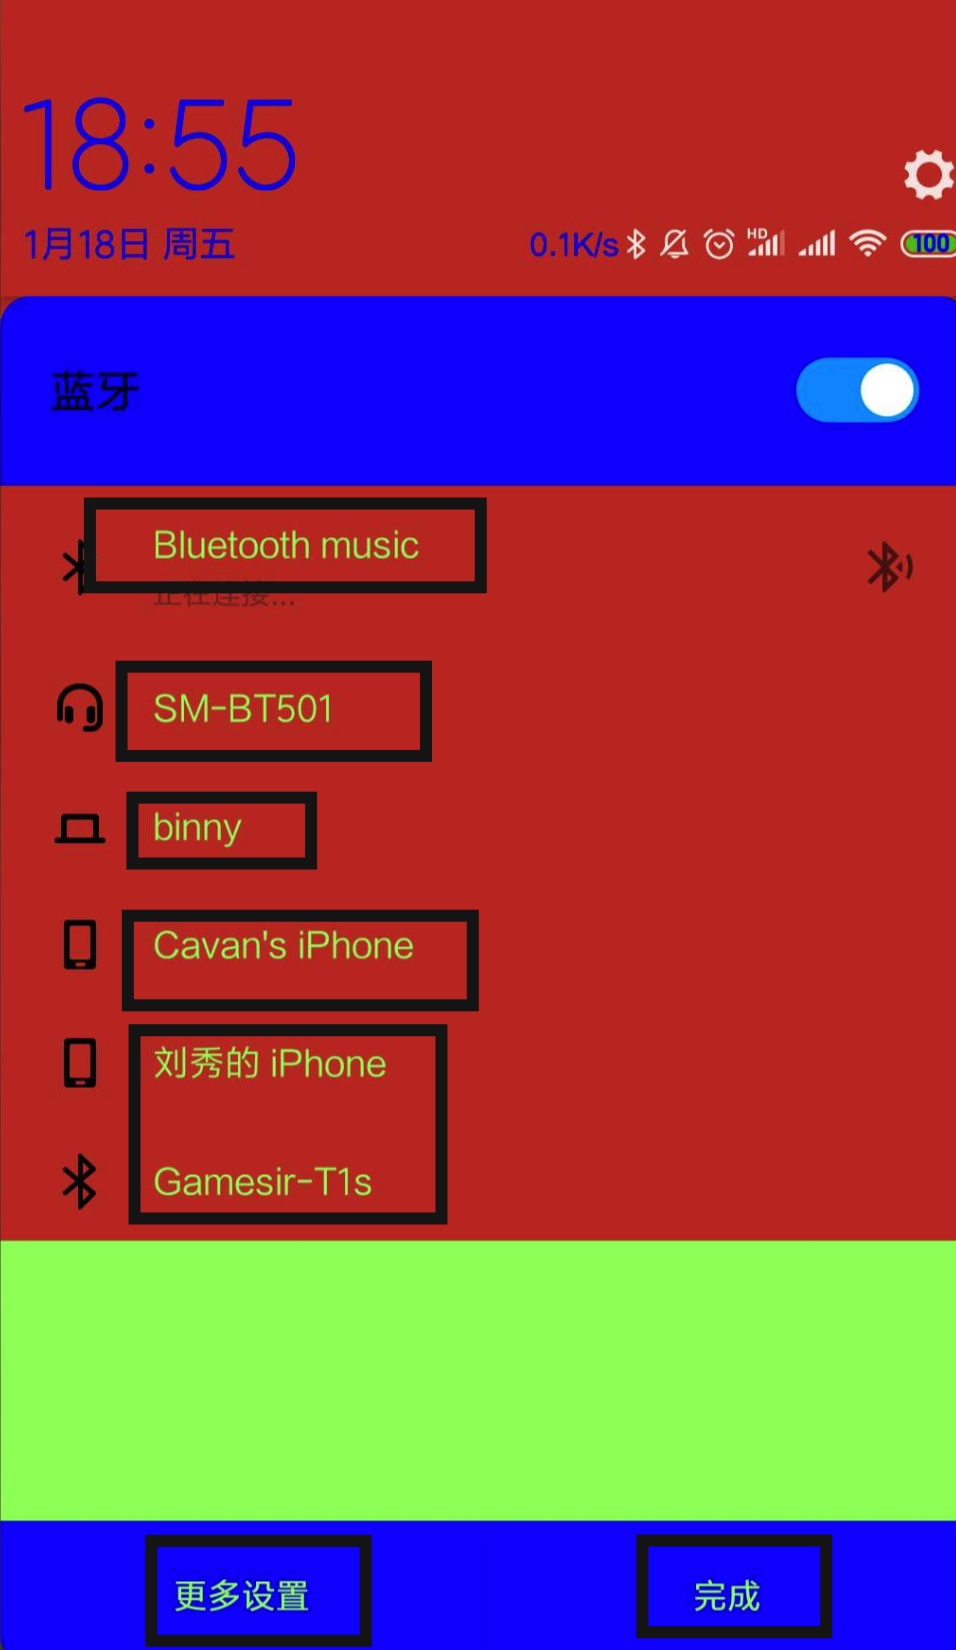 18:55
1月18日 周五
0.1K/s HD 100
蓝牙
Bluetooth music
正在连接...
SM-BT501
binny
Cavan's iPhone
刘秀的 iPhone
Gamesir-T1s
更多设置
完成